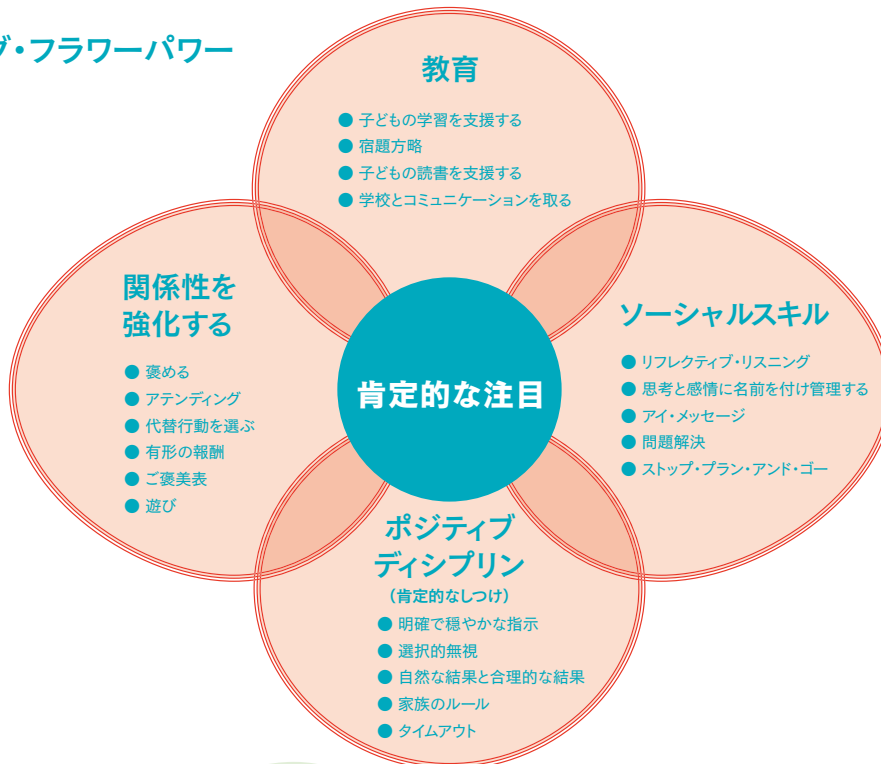 グ・フラワーパワー
教育
● 子どもの学習を支援する
● 宿題方略
● 子どもの読書を支援する
● 学校とコミュニケーションを取る
関係性を
強化する
● 褒める
● アテンディング
● 代替行動を選ぶ
● 有形の報酬
● ご褒美表
● 遊び
肯定的な注目
ソーシャルスキル
● リフレクティブ・リスニング
● 思考と感情に名前を付け管理する
● アイ・メッセージ
● 問題解決
● ストップ・プラン・アンド・ゴー
ポジティブ
ディシプリン
（肯定的なしつけ）
● 明確で穏やかな指示
● 選択的無視
● 自然な結果と合理的な結果
● 家族のルール
● タイムアウト